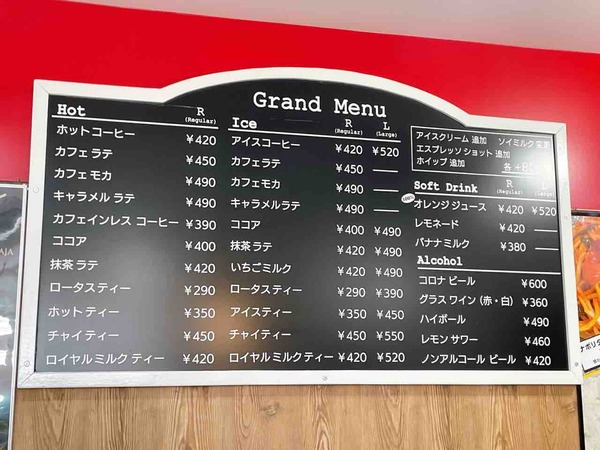 Grand Menu
Hot R (Regular)
ホットコーヒー ¥420
カフェ ラテ ¥450
カフェ モカ ¥490
キャラメル ラテ ¥490
カフェインレス コーヒー ¥390
ココア ¥400
抹茶 ラテ ¥420
ロータスティー ¥290
ホット ティー ¥350
チャイ ティー ¥450
ロイヤル ミルク ティー ¥420
Ice R (Regular) L (Large)
アイスコーヒー ¥420 ¥520
カフェラテ ¥450
カフェモカ ¥490
キャラメルラテ ¥490
ココア ¥400 ¥490
抹茶 ラテ ¥420 ¥490
いちごミルク ¥420 ¥490
ロータスティー ¥290 ¥390
アイスティー ¥350 ¥450
チャイティー ¥450 ¥550
ロイヤル ミルク ティー ¥420 ¥520
アイスクリーム 追加 ソイミルク 変更
エスプレッソ ショット 追加
ホイップ 追加 各
Soft Drink R (Regular) L (Large)
オレンジ ジュース ¥420 ¥520
レモネード ¥420
バナナ ミルク ¥380
Alcohol
コロナ ビール ¥600
グラス ワイン (赤・白) ¥360
ハイボール ¥490
レモン サワー ¥460
ノンアルコール ビール ¥420